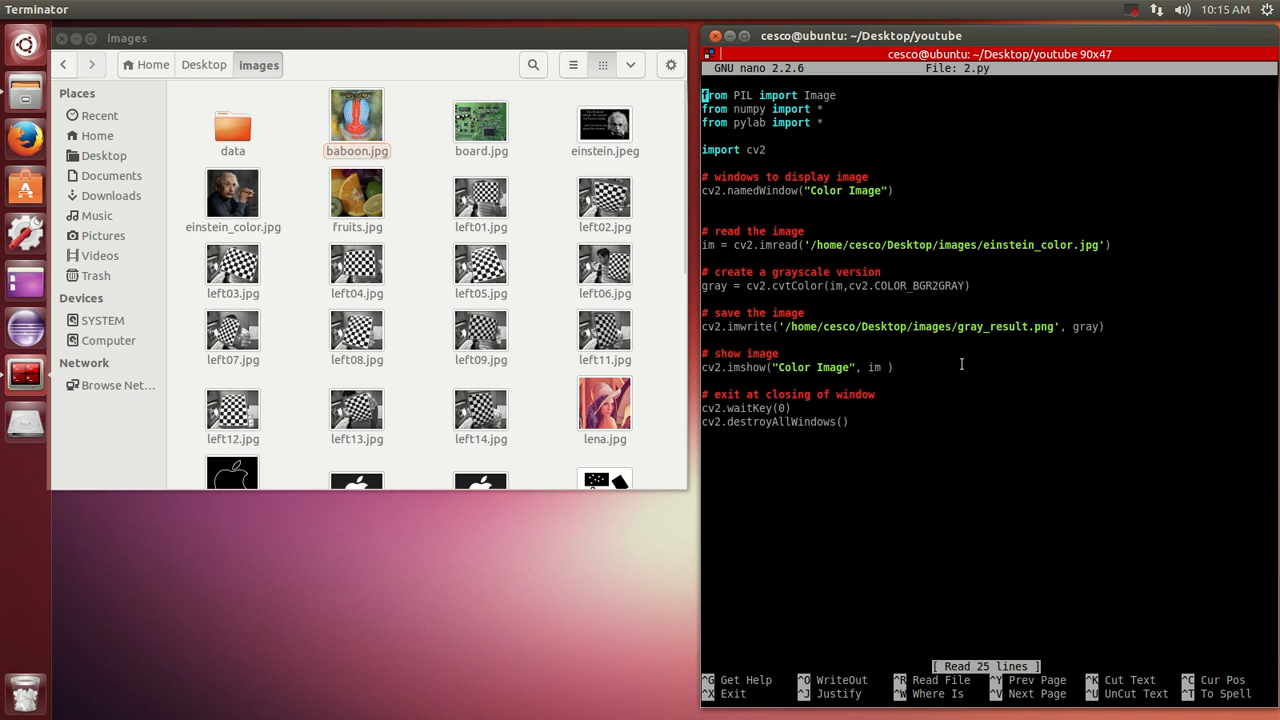 Terminator
10:15 AM
images
Home
Desktop
images
Places
Recent
Home
Desktop
Documents
Downloads
Music
Pictures
Videos
Trash
Devices
SYSTEM
Computer
Network
Browse Net...
data
baboon.jpg
board.jpg
einstein.jpeg
einstein_color.jpg
fruits.jpg
left01.jpg
left02.jpg
left03.jpg
left04.jpg
left05.jpg
left06.jpg
left07.jpg
left08.jpg
left09.jpg
left11.jpg
left12.jpg
left13.jpg
left14.jpg
lena.jpg
cesco@ubuntu: ~/Desktop/youtube
cesco@ubuntu: ~/Desktop/youtube 90x47
GNU nano 2.2.6 File: 2.py
from PIL import Image
from numpy import *
from pylab import *
import cv2
# windows to display image
cv2.namedWindow("Color Image")
# read the image
im = cv2.imread('/home/cesco/Desktop/images/einstein_color.jpg')
# create a grayscale version
gray = cv2.cvtColor(im,cv2.COLOR_BGR2GRAY)
# save the image
cv2.imwrite('/home/cesco/Desktop/images/gray_result.png', gray)
# show image
cv2.imshow("Color Image", im )
# exit at closing of window
cv2.waitKey(0)
cv2.destroyAllWindows()
[ Read 25 lines ]
^G Get Help ^O WriteOut ^R Read File ^Y Prev Page ^K Cut Text ^C Cur Pos
^X Exit ^J Justify ^W Where Is ^V Next Page ^U UnCut Text ^T To Spell